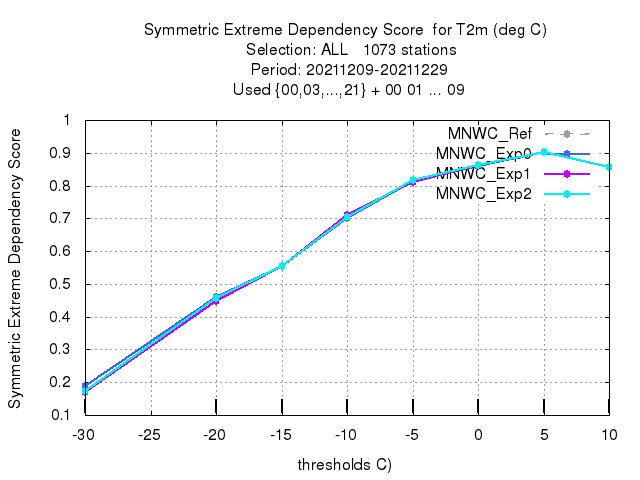 Symmetric Extreme Dependency Score  for T2m (deg C)
Selection: ALL   1073 stations
Period: 20211209-20211229
Used {00,03,...,21} + 00 01 ... 09
Symmetric Extreme Dependency Score
1
0.9
0.8
0.7
0.6
0.5
0.4
0.3
0.2
0.1
MNWC_Ref
MNWC_Exp0
MNWC_Exp1
MNWC_Exp2
-30 -25 -20 -15 -10 -5 0 5 10
thresholds C)